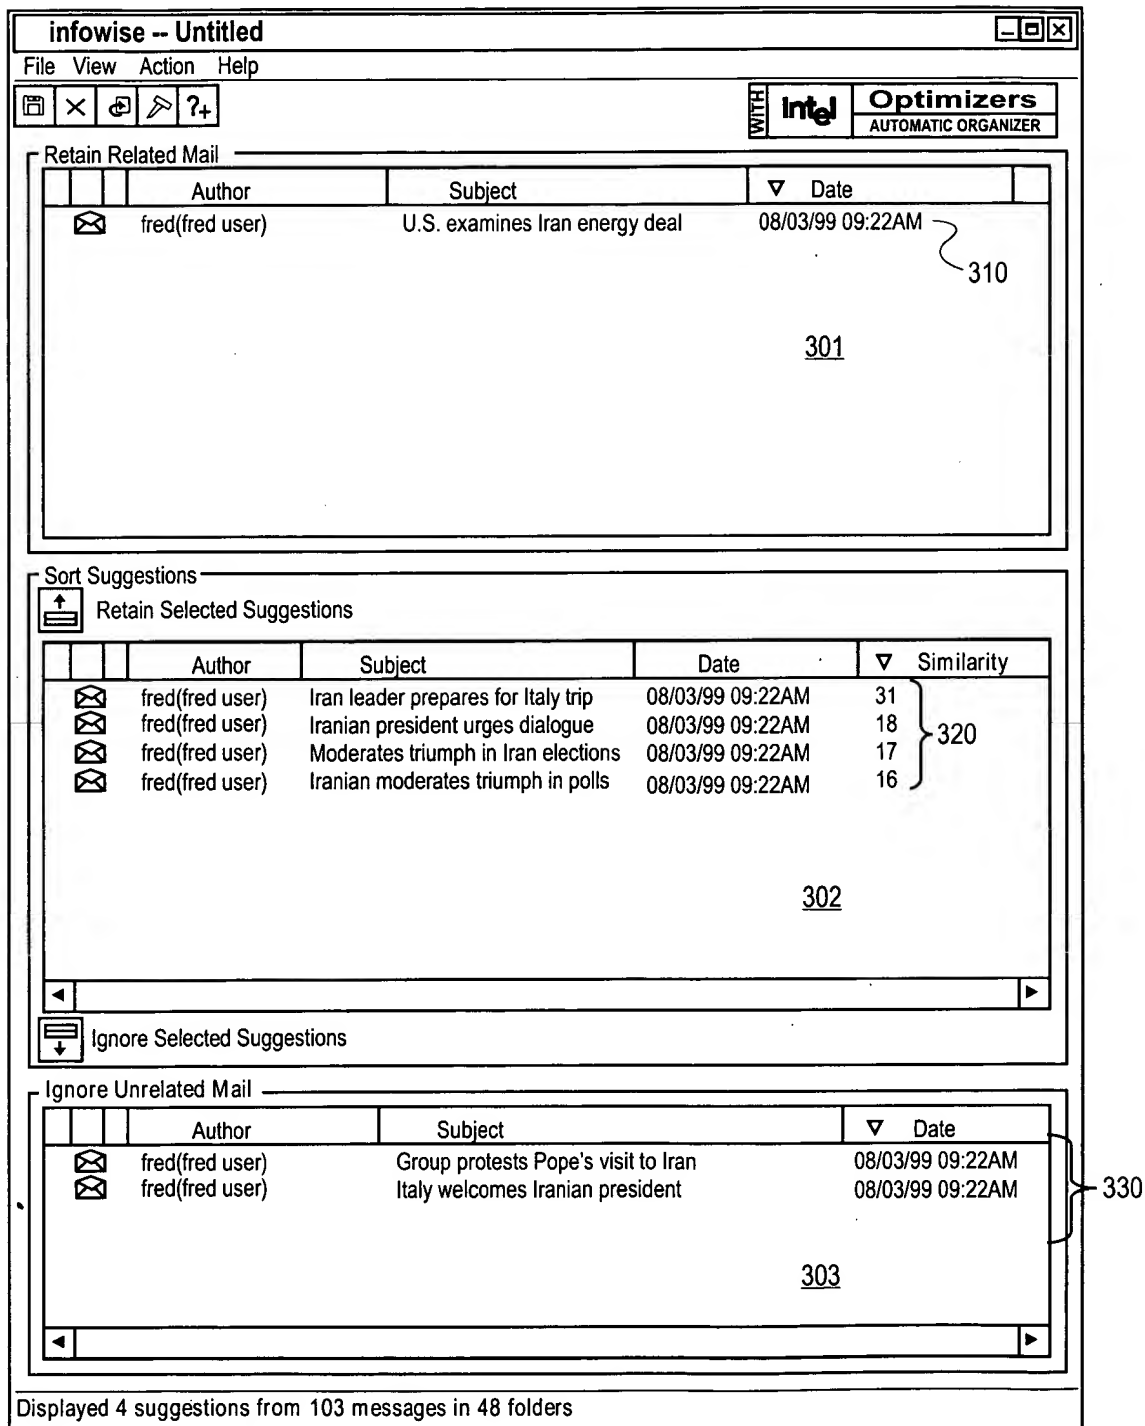 infowise -- Untitled
File View Action Help
?+
WITH intel Optimizers
AUTOMATIC ORGANIZER
Retain Related Mail
Author Subject Date
fred(fred user) U.S. examines Iran energy deal 08/03/99 09:22AM
310
301
Sort Suggestions
Retain Selected Suggestions
Author Subject Date Similarity
fred(fred user) Iran leader prepares for Italy trip 08/03/99 09:22AM 31
fred(fred user) Iranian president urges dialogue 08/03/99 09:22AM 18
320
fred(fred user) Moderates triumph in Iran elections 08/03/99 09:22AM 17
fred(fred user) Iranian moderates triumph in polls 08/03/99 09:22AM 16
302
Ignore Selected Suggestions
Ignore Unrelated Mail
Author Subject Date
fred(fred user) Group protests Pope's visit to Iran 08/03/99 09:22AM
fred(fred user) Italy welcomes Iranian president 08/03/99 09:22AM
330
303
Displayed 4 suggestions from 103 messages in 48 folders